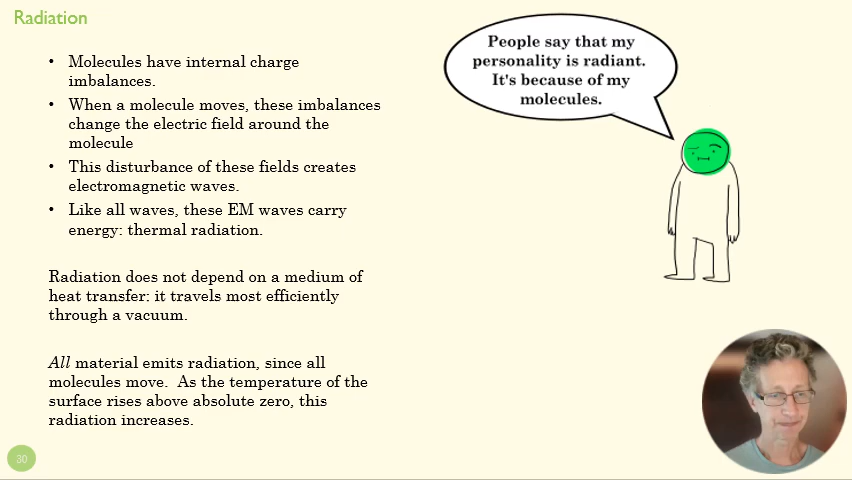 Radiation
• Molecules have internal charge
imbalances.
• When a molecule moves, these imbalances
change the electric field around the
molecule
• This disturbance of these fields creates
electromagnetic waves.
• Like all waves, these EM waves carry
energy: thermal radiation.
Radiation does not depend on a medium of
heat transfer: it travels most efficiently
through a vacuum.
All material emits radiation, since all
molecules move.  As the temperature of the
surface rises above absolute zero, this
radiation increases.
People say that my
personality is radiant.
It's because of my
molecules.
30